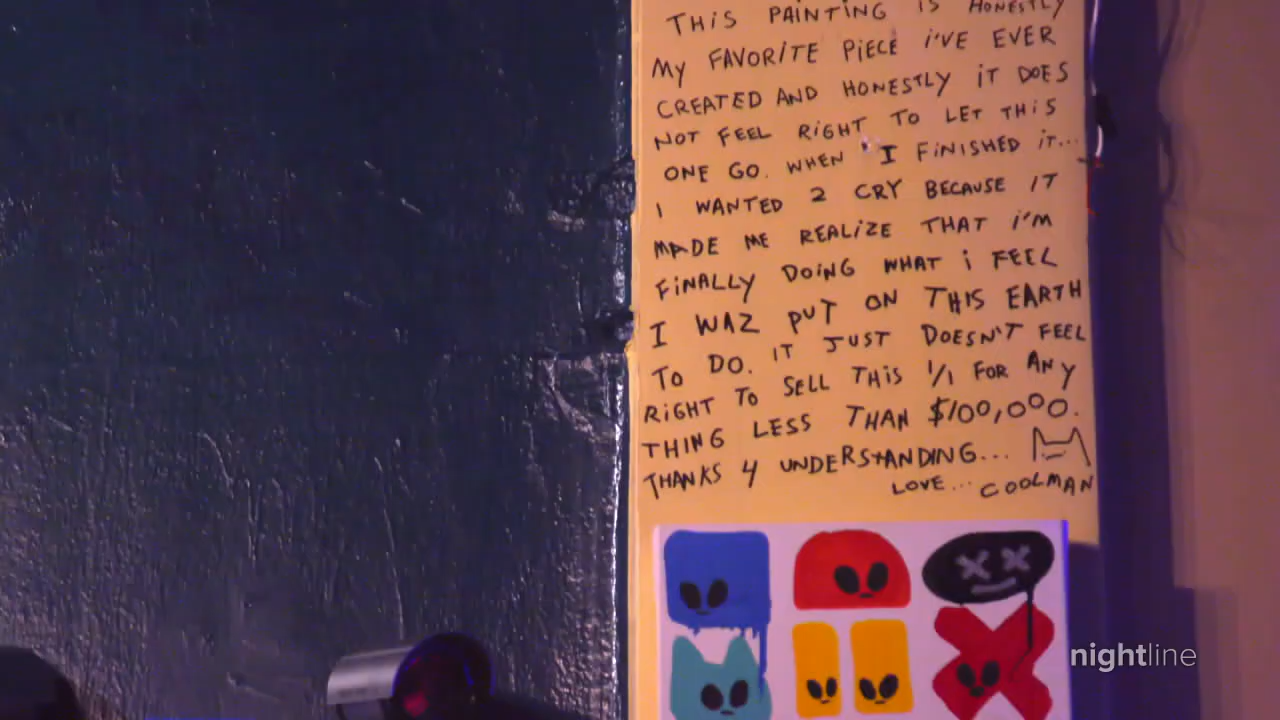 THiS PAiNTiNG iS HONESTLY
MY FAVORITE PiECE i'VE EVER
CREATED AND HONESTLY iT DOES
NOT FEEL RiGHT TO LET THiS
ONE GO. WHEN I FiNiSHED iT...
I WANTED 2 CRY BECAUSE IT
MADE ME REALiZE THAT i'M
FiNALLY DOiNG WHAT i FEEL
I WAZ PUT ON THIS EARTH
TO DO. IT JUST DOESN'T FEEL
RiGHT TO SELL THiS 1/1 FOR ANY
THiNG LESS THAN $100,000.
THANKS 4 UNDERSTANDING...
LOVE... COOLMAN
nightline